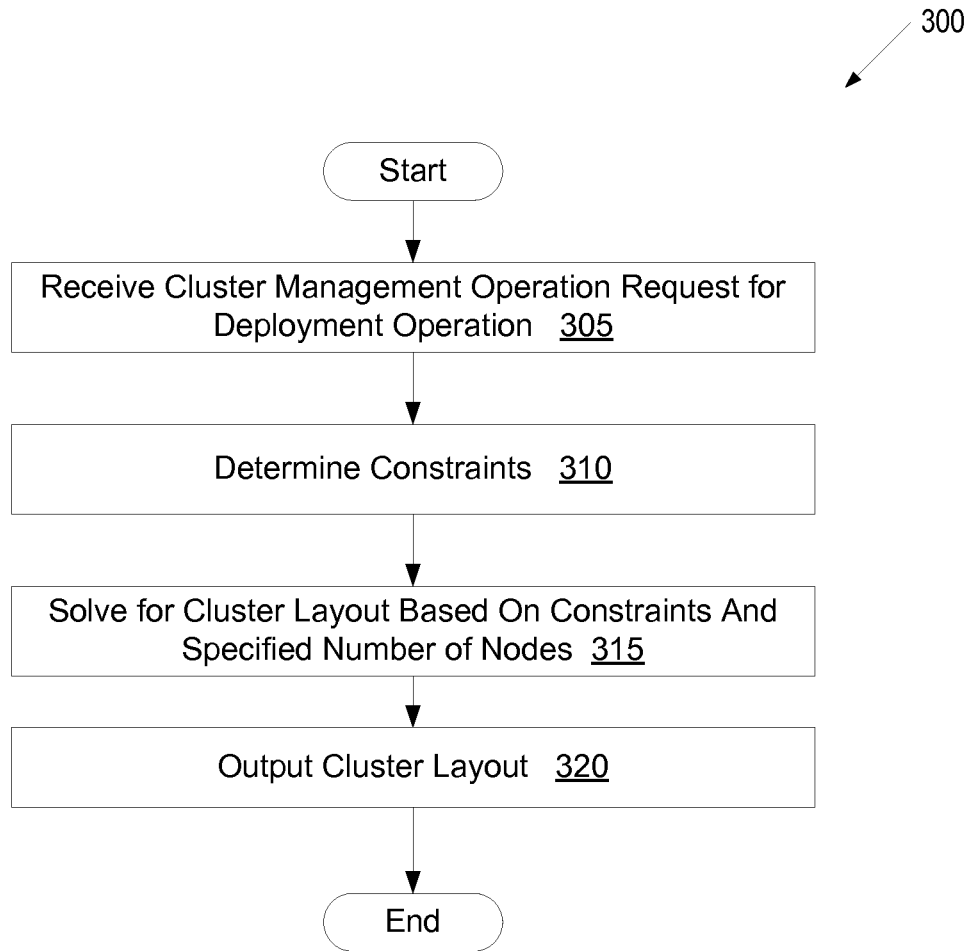 300
Start
Receive Cluster Management Operation Request for
Deployment Operation 305
Determine Constraints 310
Solve for Cluster Layout Based On Constraints And
Specified Number of Nodes 315
Output Cluster Layout 320
End